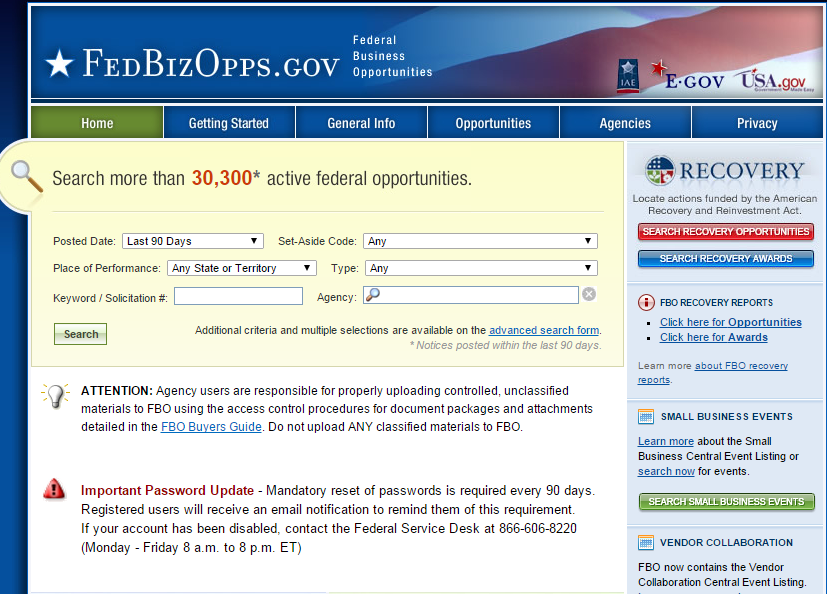 FedBizOpps.gov
Federal
Business
Opportunities
IAE
E-Gov
USA.gov
Government Made Easy
Home
Getting Started
General Info
Opportunities
Agencies
Privacy
Search more than 30,300* active federal opportunities.
Posted Date:
Last 90 Days
Set-Aside Code:
Any
Place of Performance:
Any State or Territory
Type:
Any
Keyword / Solicitation #:
Agency:
Search
Additional criteria and multiple selections are available on the advanced search form.
* Notices posted within the last 90 days.
ATTENTION: Agency users are responsible for properly uploading controlled, unclassified
materials to FBO using the access control procedures for document packages and attachments
detailed in the FBO Buyers Guide. Do not upload ANY classified materials to FBO.
Important Password Update - Mandatory reset of passwords is required every 90 days.
Registered users will receive an email notification to remind them of this requirement.
If your account has been disabled, contact the Federal Service Desk at 866-606-8220
(Monday - Friday 8 a.m. to 8 p.m. ET)
RECOVERY
Locate actions funded by the American
Recovery and Reinvestment Act.
SEARCH RECOVERY OPPORTUNITIES
SEARCH RECOVERY AWARDS
FBO RECOVERY REPORTS
Click here for Opportunities
Click here for Awards
Learn more about FBO recovery
reports.
SMALL BUSINESS EVENTS
Learn more about the Small
Business Central Event Listing or
search now for events.
SEARCH SMALL BUSINESS EVENTS
VENDOR COLLABORATION
FBO now contains the Vendor
Collaboration Central Event Listing.